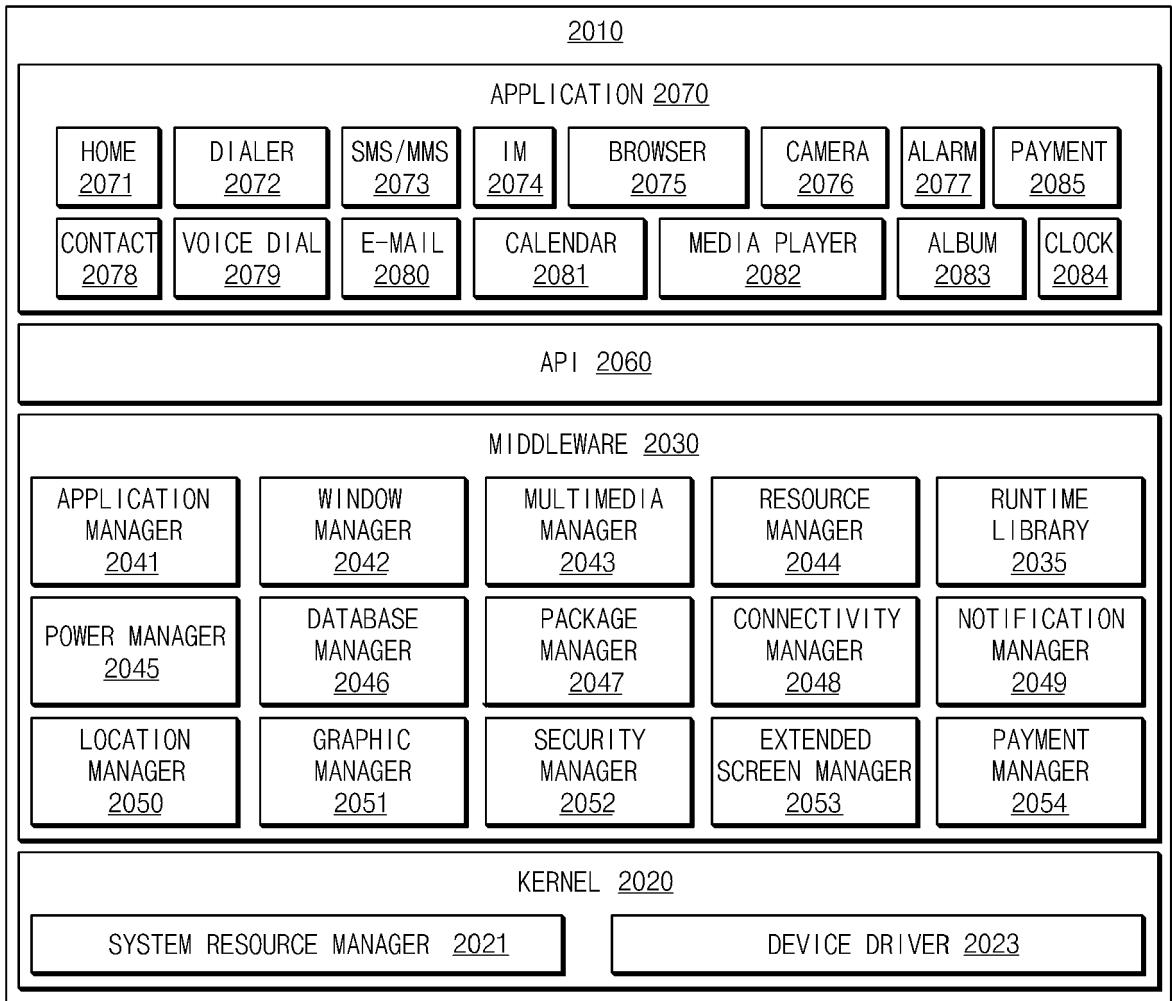 2010
APPLICATION 2070
HOME
2071
DIALER
2072
SMS/MMS
2073
IM
2074
BROWSER
2075
CAMERA
2076
ALARM
2077
PAYMENT
2085
CONTACT
2078
VOICE DIAL
2079
E-MAIL
2080
CALENDAR
2081
MEDIA PLAYER
2082
ALBUM
2083
CLOCK
2084
API 2060
MIDDLEWARE 2030
APPLICATION
MANAGER
2041
WINDOW
MANAGER
2042
MULTIMEDIA
MANAGER
2043
RESOURCE
MANAGER
2044
RUNTIME
LIBRARY
2035
POWER MANAGER
2045
DATABASE
MANAGER
2046
PACKAGE
MANAGER
2047
CONNECTIVITY
MANAGER
2048
NOTIFICATION
MANAGER
2049
LOCATION
MANAGER
2050
GRAPHIC
MANAGER
2051
SECURITY
MANAGER
2052
EXTENDED
SCREEN MANAGER
2053
PAYMENT
MANAGER
2054
KERNEL 2020
SYSTEM RESOURCE MANAGER 2021
DEVICE DRIVER 2023